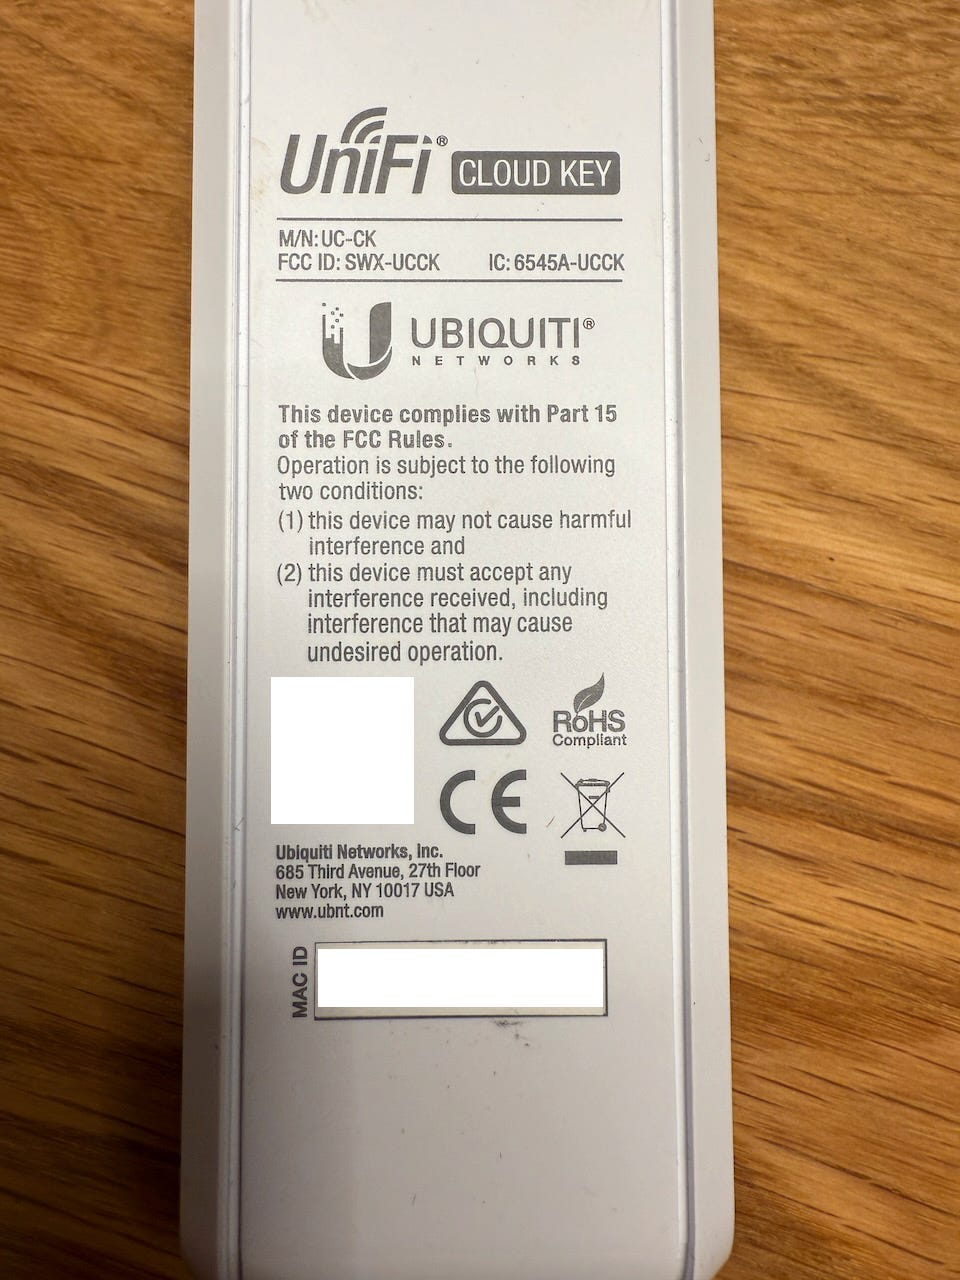 UniFi® CLOUD KEY
M/N: UC-CK
FCC ID: SWX-UCCK IC: 6545A-UCCK
UBIQUITI®
NETWORKS
This device complies with Part 15
of the FCC Rules.
Operation is subject to the following
two conditions:
(1) this device may not cause harmful
interference and
(2) this device must accept any
interference received, including
interference that may cause
undesired operation.
RoHS
Compliant
CE
Ubiquiti Networks, Inc.
685 Third Avenue, 27th Floor
New York, NY 10017 USA
www.ubnt.com
MAC ID